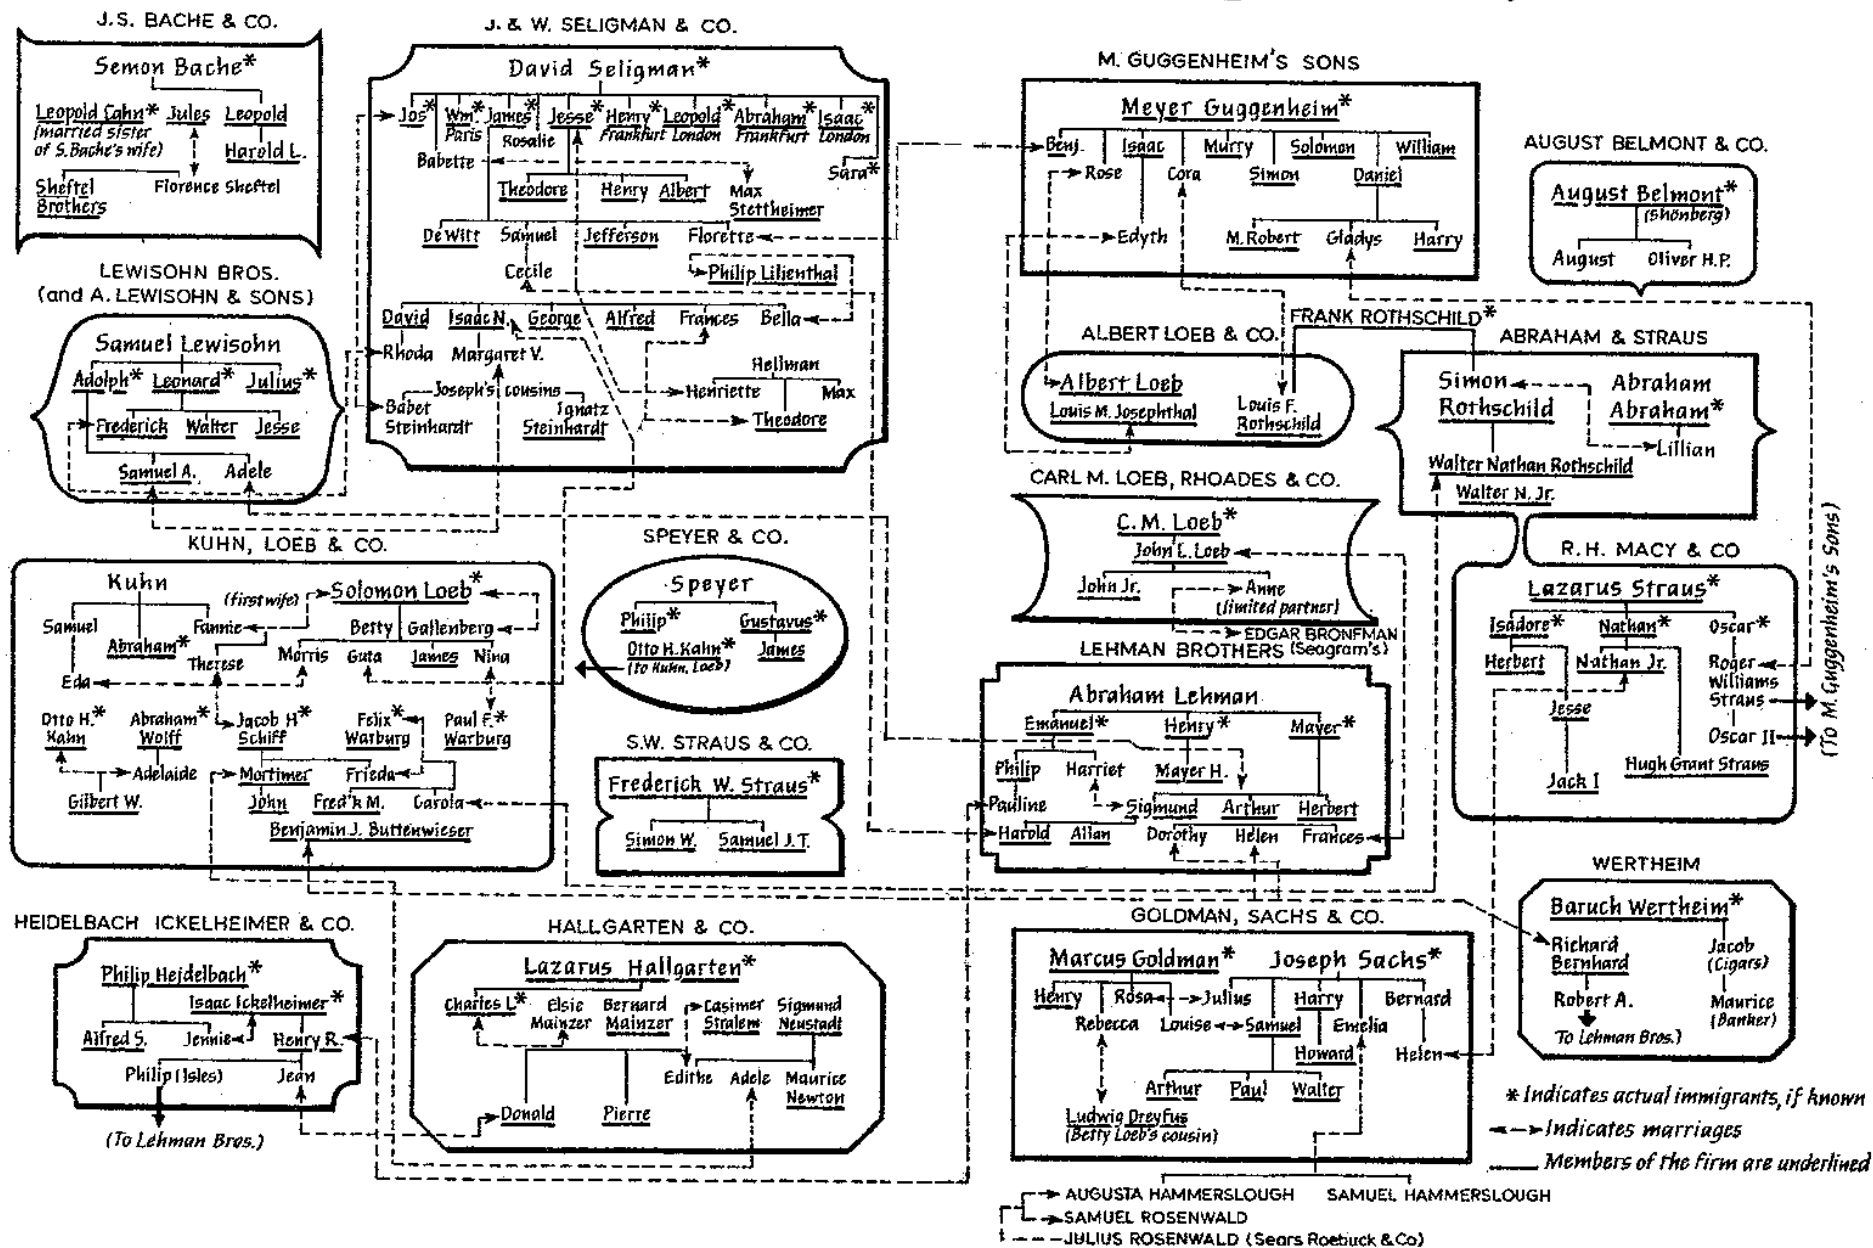 J.S. BACHE & CO.
Semon Bache*
Leopold Cahn* Jules Leopold
(married sister
of S. Bache's wife)
Harold L.
Sheftel
Brothers
Florence Sheftel
J. & W. SELIGMAN & CO.
David Seligman*
Jos* Wm.* James* Jesse* Henry* Leopold* Abraham* Isaac*
Paris Rosalie Frankfurt London Frankfurt London
Babette Sara*
Theodore Henry Albert Max
Stettheimer
De Witt Samuel Jefferson Florette
Cecile Philip Lilienthal
David Isaac N. George Alfred Frances Bella
Rhoda Margaret V.
Hellman
Joseph's cousins Henriette Max
Babet
Steinhardt
Ignatz
Steinhardt
Theodore
M. GUGGENHEIM'S SONS
Meyer Guggenheim*
Benj. Isaac Murry Solomon William
Rose Cora Simon Daniel
Edyth M. Robert Gladys Harry
AUGUST BELMONT & CO.
August Belmont*
(Shönberg)
August Oliver H.P.
LEWISOHN BROS.
(and A. LEWISOHN & SONS)
Samuel Lewisohn
Adolph* Leonard* Julius*
Frederick Walter Jesse
Samuel A. Adele
ALBERT LOEB & CO.
Albert Loeb
Louis M. Josephthal
Louis F.
Rothschild
FRANK ROTHSCHILD*
ABRAHAM & STRAUS
Simon
Rothschild
Abraham
Abraham*
Lillian
Walter Nathan Rothschild
Walter N. Jr.
CARL M. LOEB, RHOADES & CO.
C. M. Loeb*
John L. Loeb
John Jr. Anne
(limited partner)
EDGAR BRONFMAN
(Seagram's)
KUHN, LOEB & CO.
Kuhn
(first wife) Solomon Loeb*
Samuel Fannie Betty Gallenberg
Abraham*
Therese Morris Guta James Nina
Eda
Otto H.*
Kahn
Abraham*
Wolff
Jacob H*
Schiff
Felix*
Warburg
Paul F.*
Warburg
Adelaide Mortimer Frieda
Gilbert W. John Fred'k M. Carola
Benjamin J. Buttenwieser
SPEYER & CO.
Speyer
Philip* Gustavus*
Otto H. Kahn* James
(to Kuhn, Loeb)
S.W. STRAUS & CO.
Frederick W. Straus*
Simon W. Samuel J.T.
LEHMAN BROTHERS
Abraham Lehman
Emanuel* Henry* Mayer*
Philip Harriet Mayer H.
Pauline Sigmund Arthur Herbert
Harold Allan Dorothy Helen Frances
R.H. MACY & CO
Lazarus Straus*
Isadore* Nathan* Oscar*
Herbert Nathan Jr. Roger
Williams
Straus
Jesse
Oscar II
Jack I Hugh Grant Straus
(To M. Guggenheim's Sons)
HEIDELBACH ICKELHEIMER & CO.
Philip Heidelbach*
Isaac Ickelheimer*
Alfred S. Jennie Henry R.
Philip (Isles) Jean
(To Lehman Bros.)
HALLGARTEN & CO.
Lazarus Hallgarten*
Charles L* Elsie
Mainzer
Bernard
Mainzer
Casimer
Stralem
Sigmund
Neustadt
Edithe Adele Maurice
Newton
Donald Pierre
GOLDMAN, SACHS & CO.
Marcus Goldman* Joseph Sachs*
Henry Rosa Julius Harry Bernard
Rebecca Louise Samuel Emelia
Howard Helen
Arthur Paul Walter
Ludwig Dreyfus
(Betty Loeb's cousin)
AUGUSTA HAMMERSLOUGH SAMUEL HAMMERSLOUGH
SAMUEL ROSENWALD
JULIUS ROSENWALD (Sears Roebuck & Co)
WERTHEIM
Baruch Wertheim*
Richard
Bernhard
Jacob
(Cigars)
Robert A. Maurice
(Banker)
To Lehman Bros.)
* Indicates actual immigrants, if known
Indicates marriages
Members of the firm are underlined